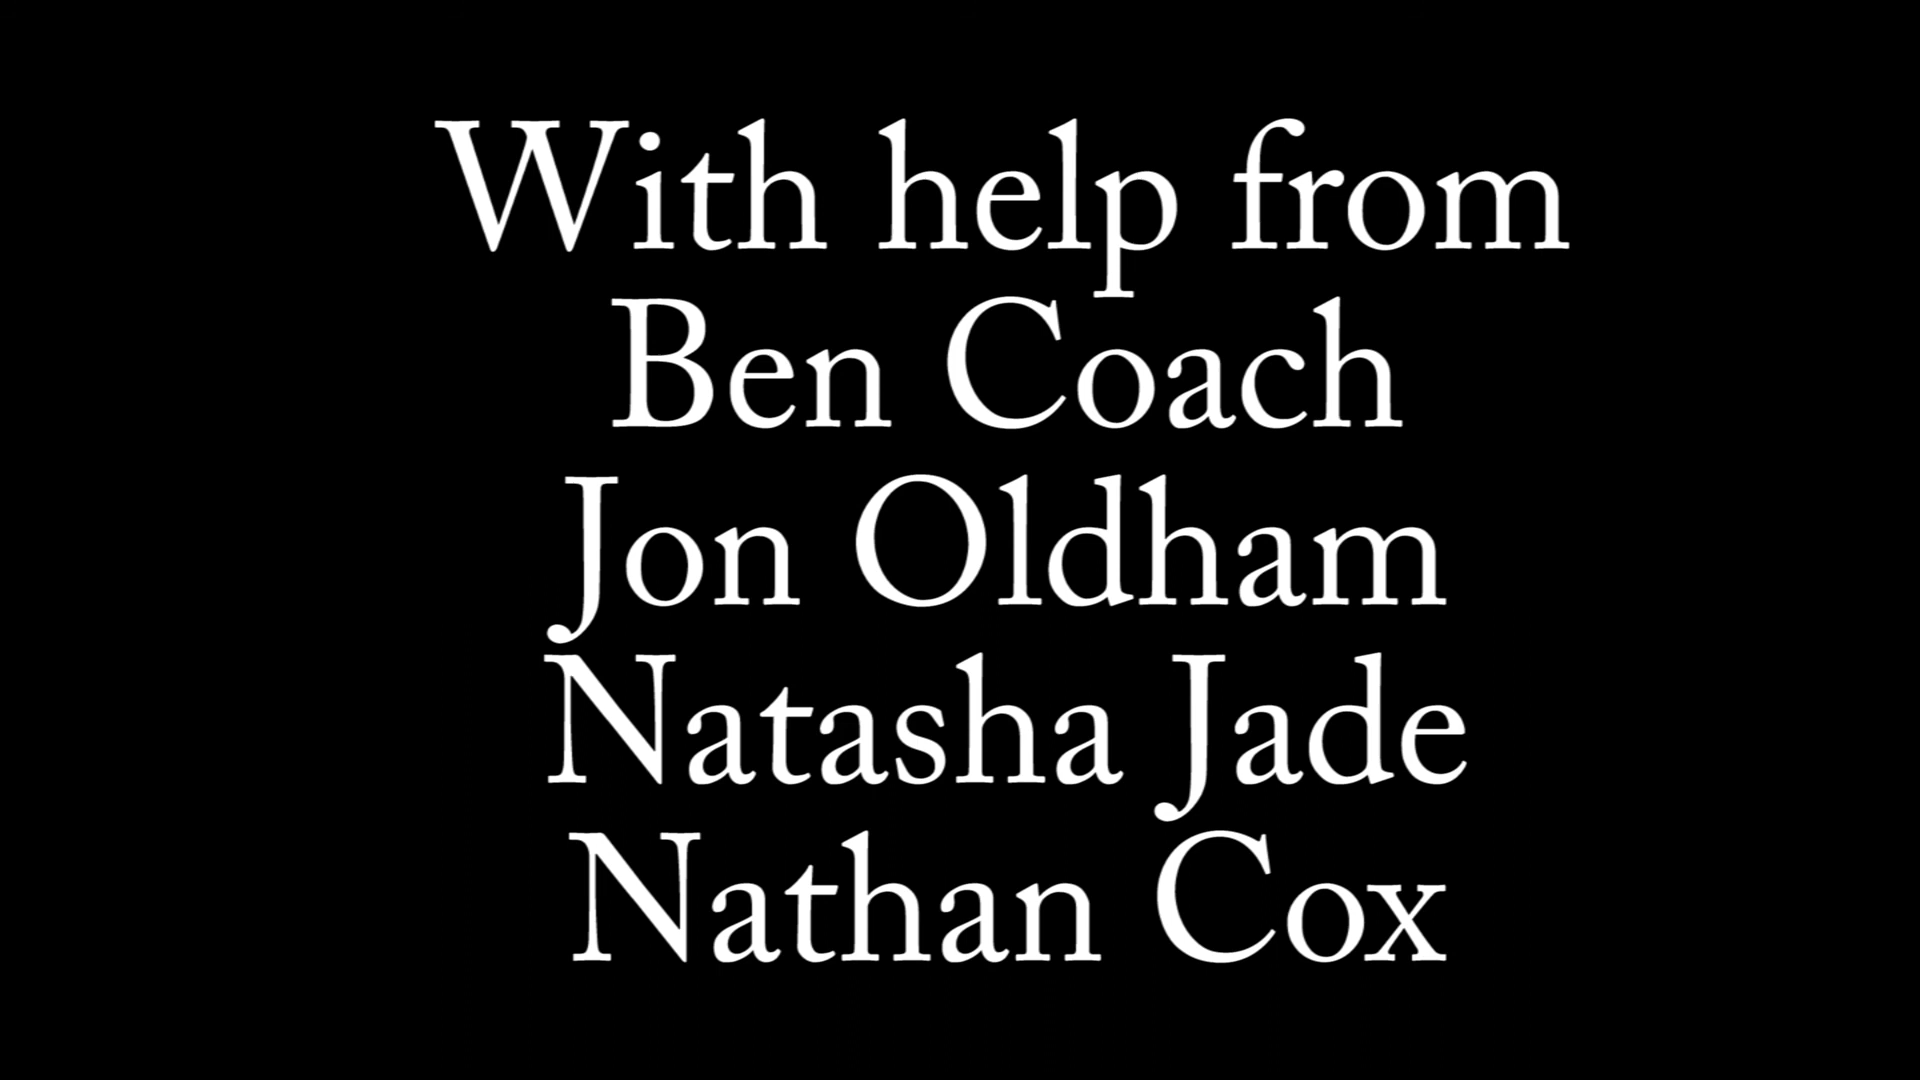 With help from
Ben Coach
Jon Oldham
Natasha Jade
Nathan Cox